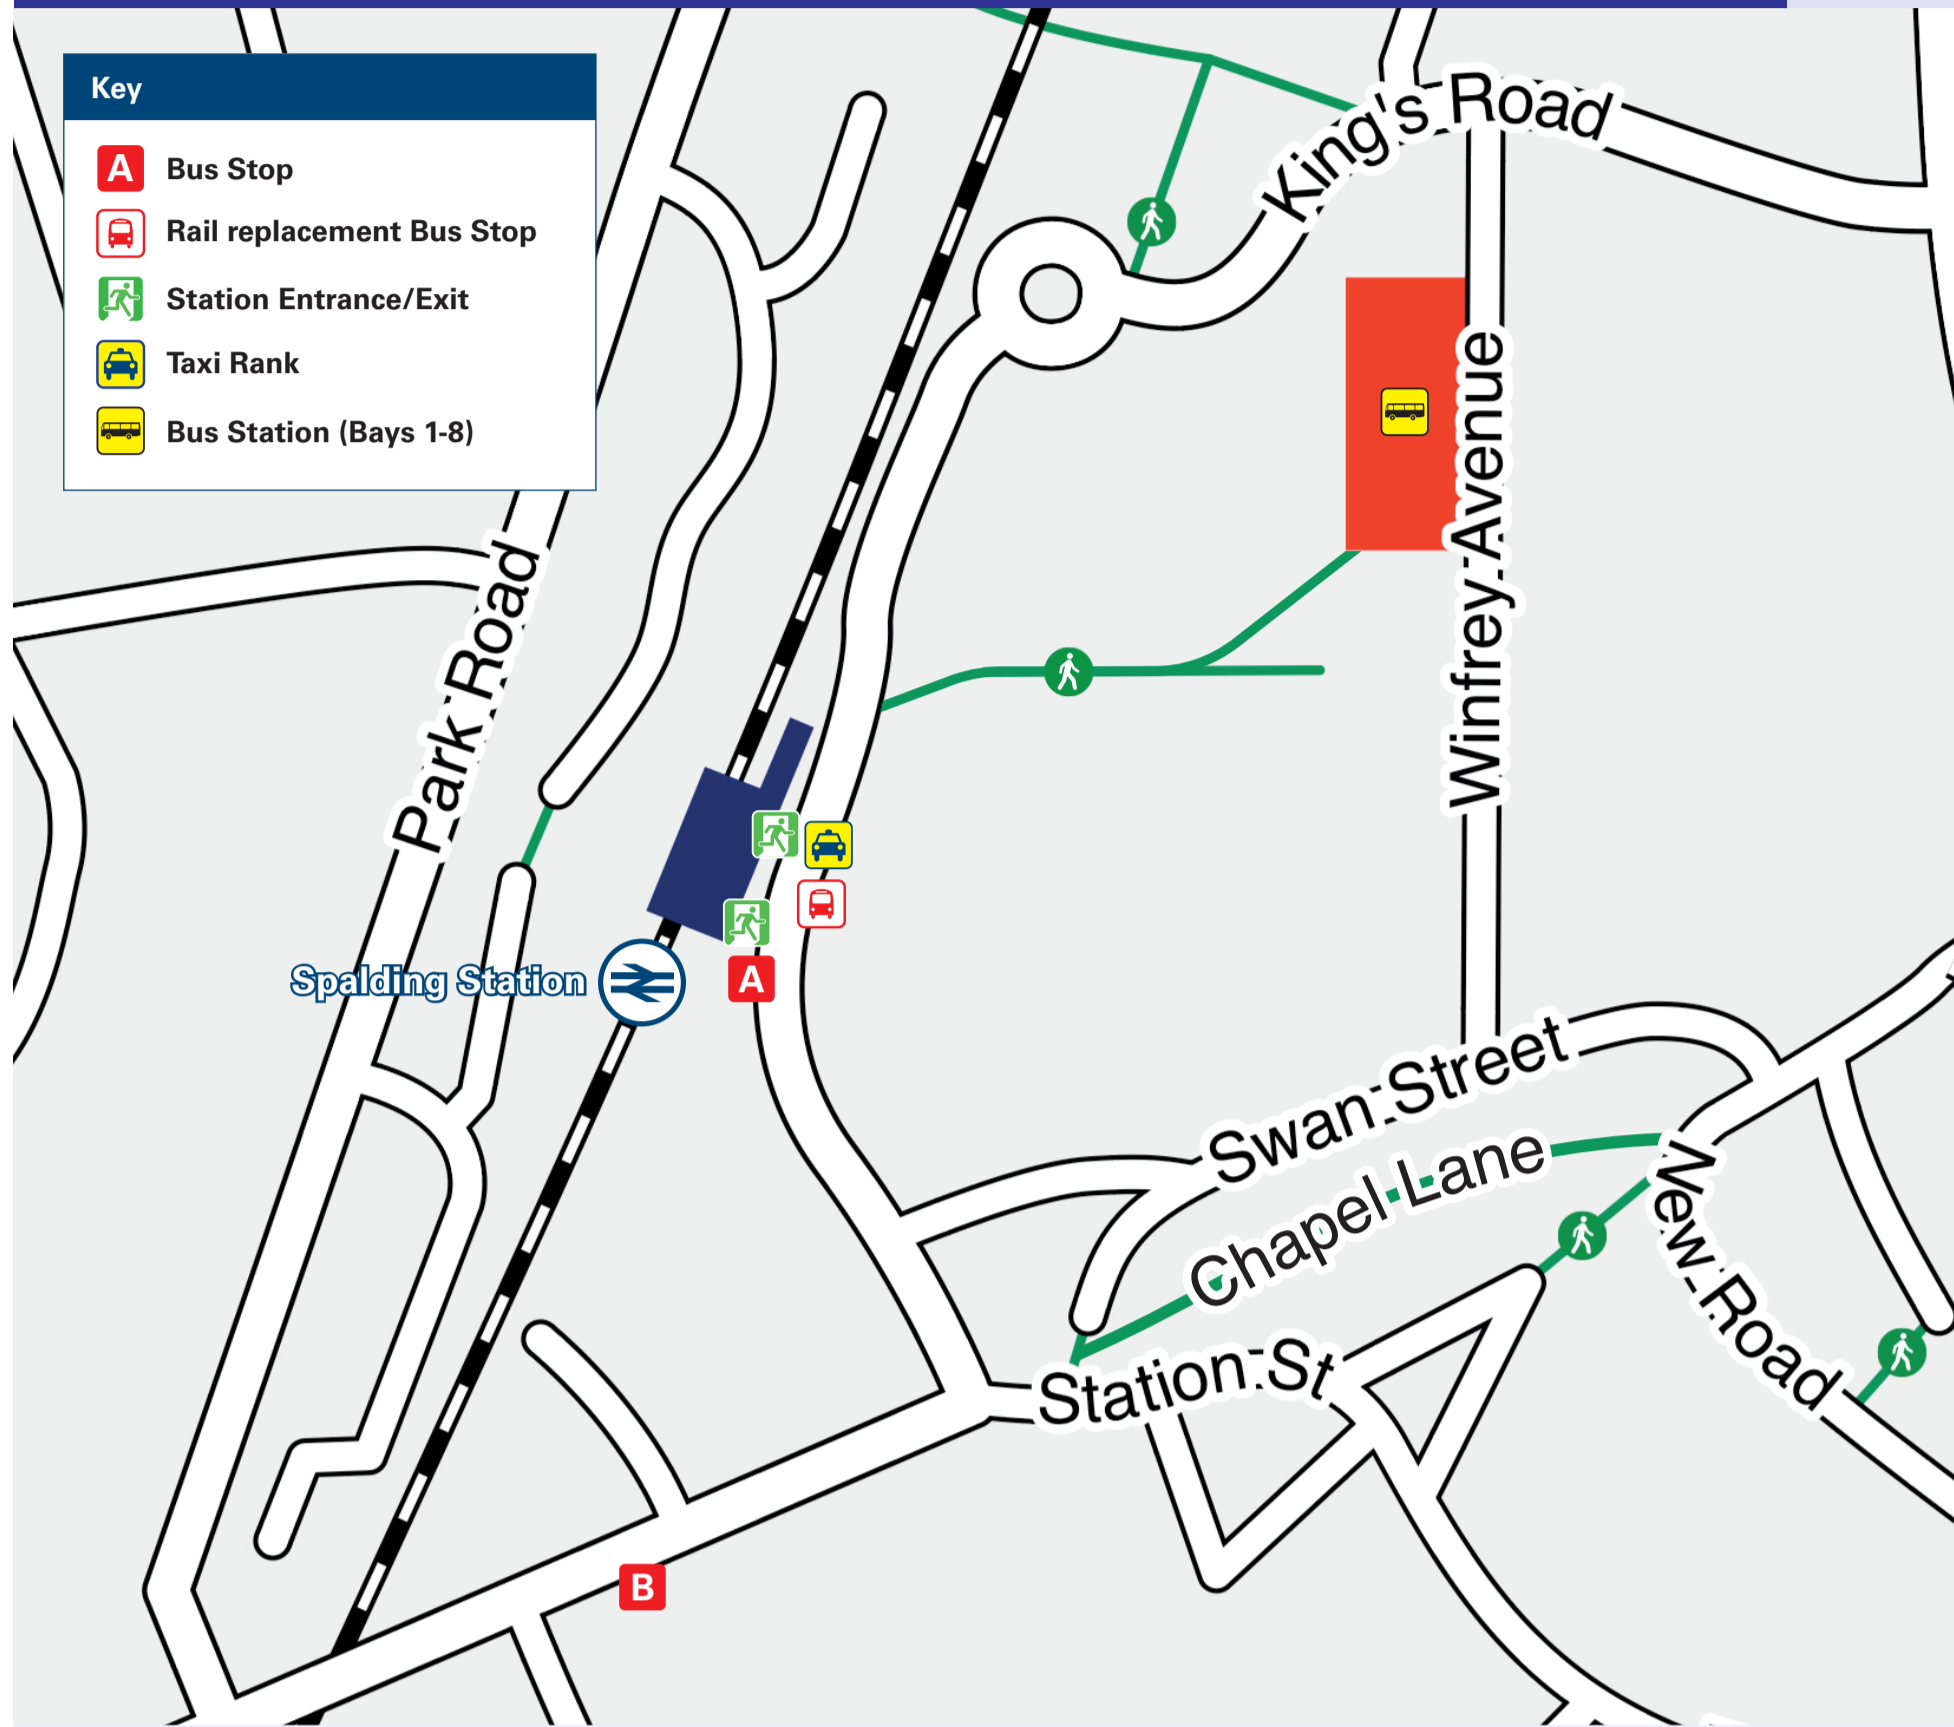 Key
A Bus Stop
Rail replacement Bus Stop
Station Entrance/Exit
Taxi Rank
Bus Station (Bays 1-8)
King's Road
Winfrey Avenue
Park Road
Spalding Station
A
Swan Street
Chapel Lane
New Road
Station St
B